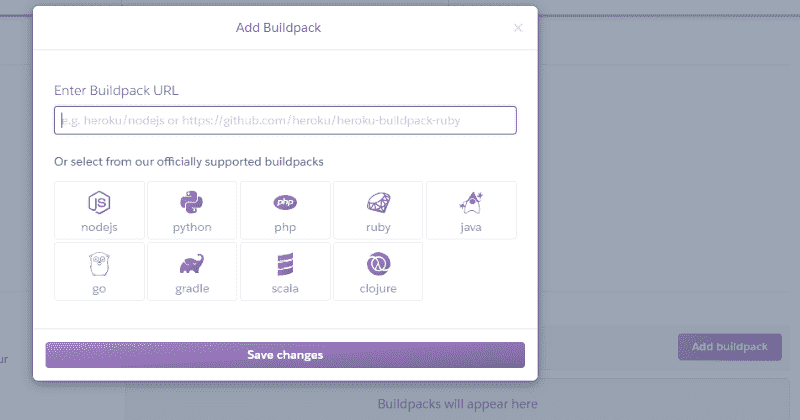 Add Buildpack
×
Enter Buildpack URL
e.g. heroku/nodejs or https://github.com/heroku/heroku-buildpack-ruby
Or select from our officially supported buildpacks
JS
php
nodejs python php ruby java
go gradle scala clojure
Save changes
ur
Add buildpack
Buildpacks will appear here